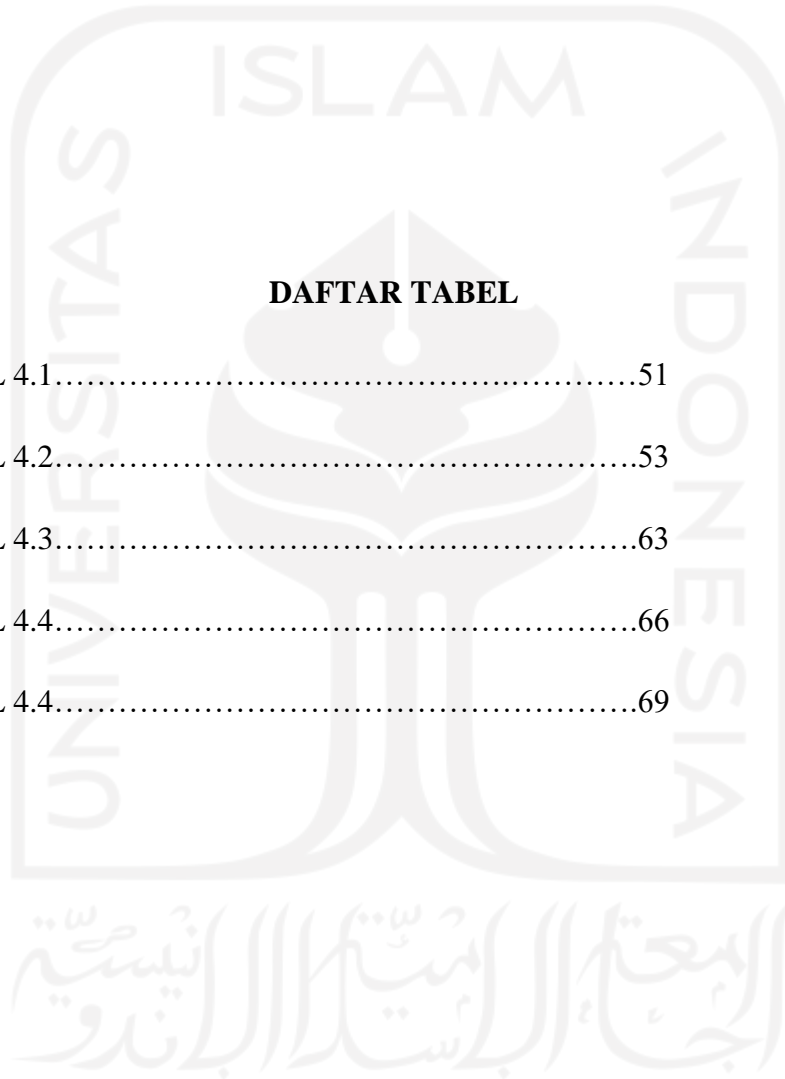 ISLAM
UNIVERSITAS
INDONESIA
DAFTAR TABEL
L 4.1……………………………………….…………51
L 4.2………………………………………………….53
L 4.3………………………………………………….63
L 4.4………………………………………………….66
L 4.4………………………………………………….69